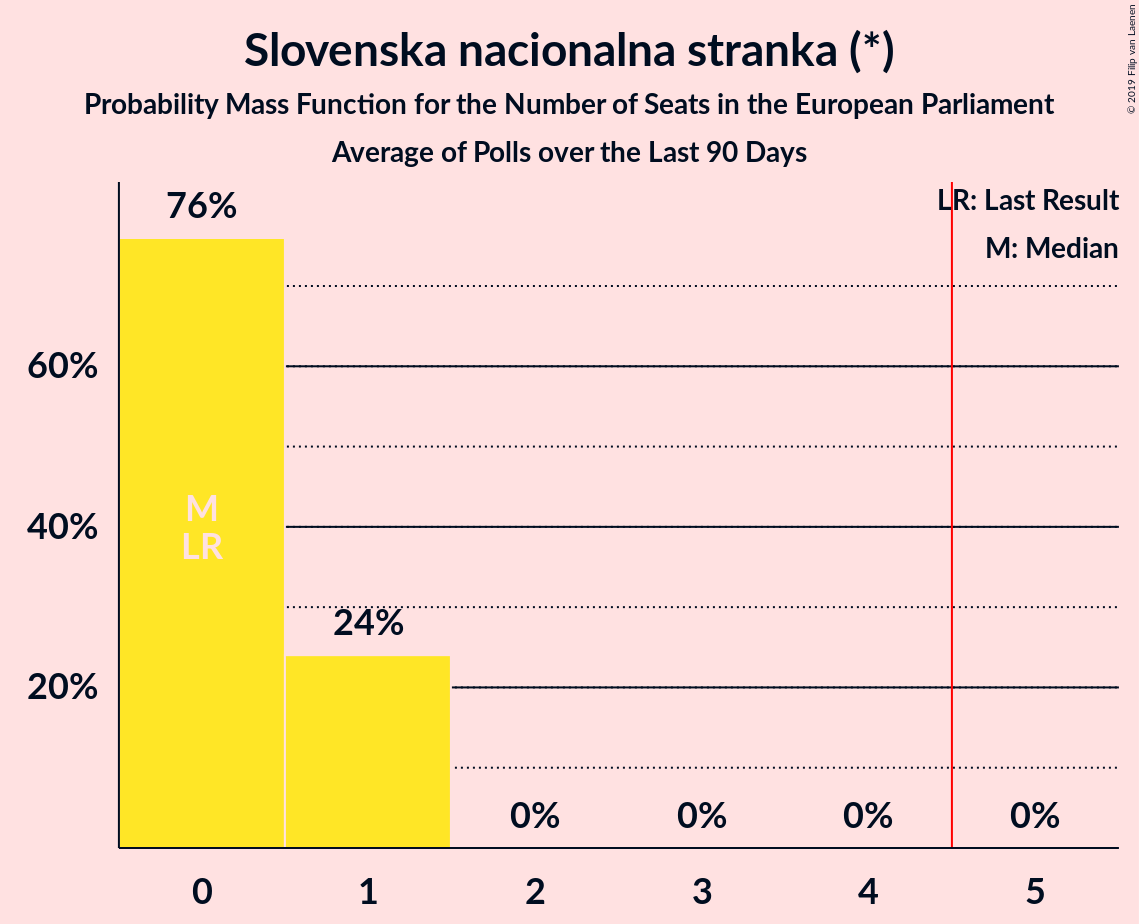 Slovenska nacionalna stranka (*)
Probability Mass Function for the Number of Seats in the European Parliament
Average of Polls over the Last 90 Days
© 2019 Filip van Laenen
LR: Last Result
M: Median
76%
60%
M
40%
LR
24%
20%
0% 0% 0% 0%
0 1 2 3 4 5